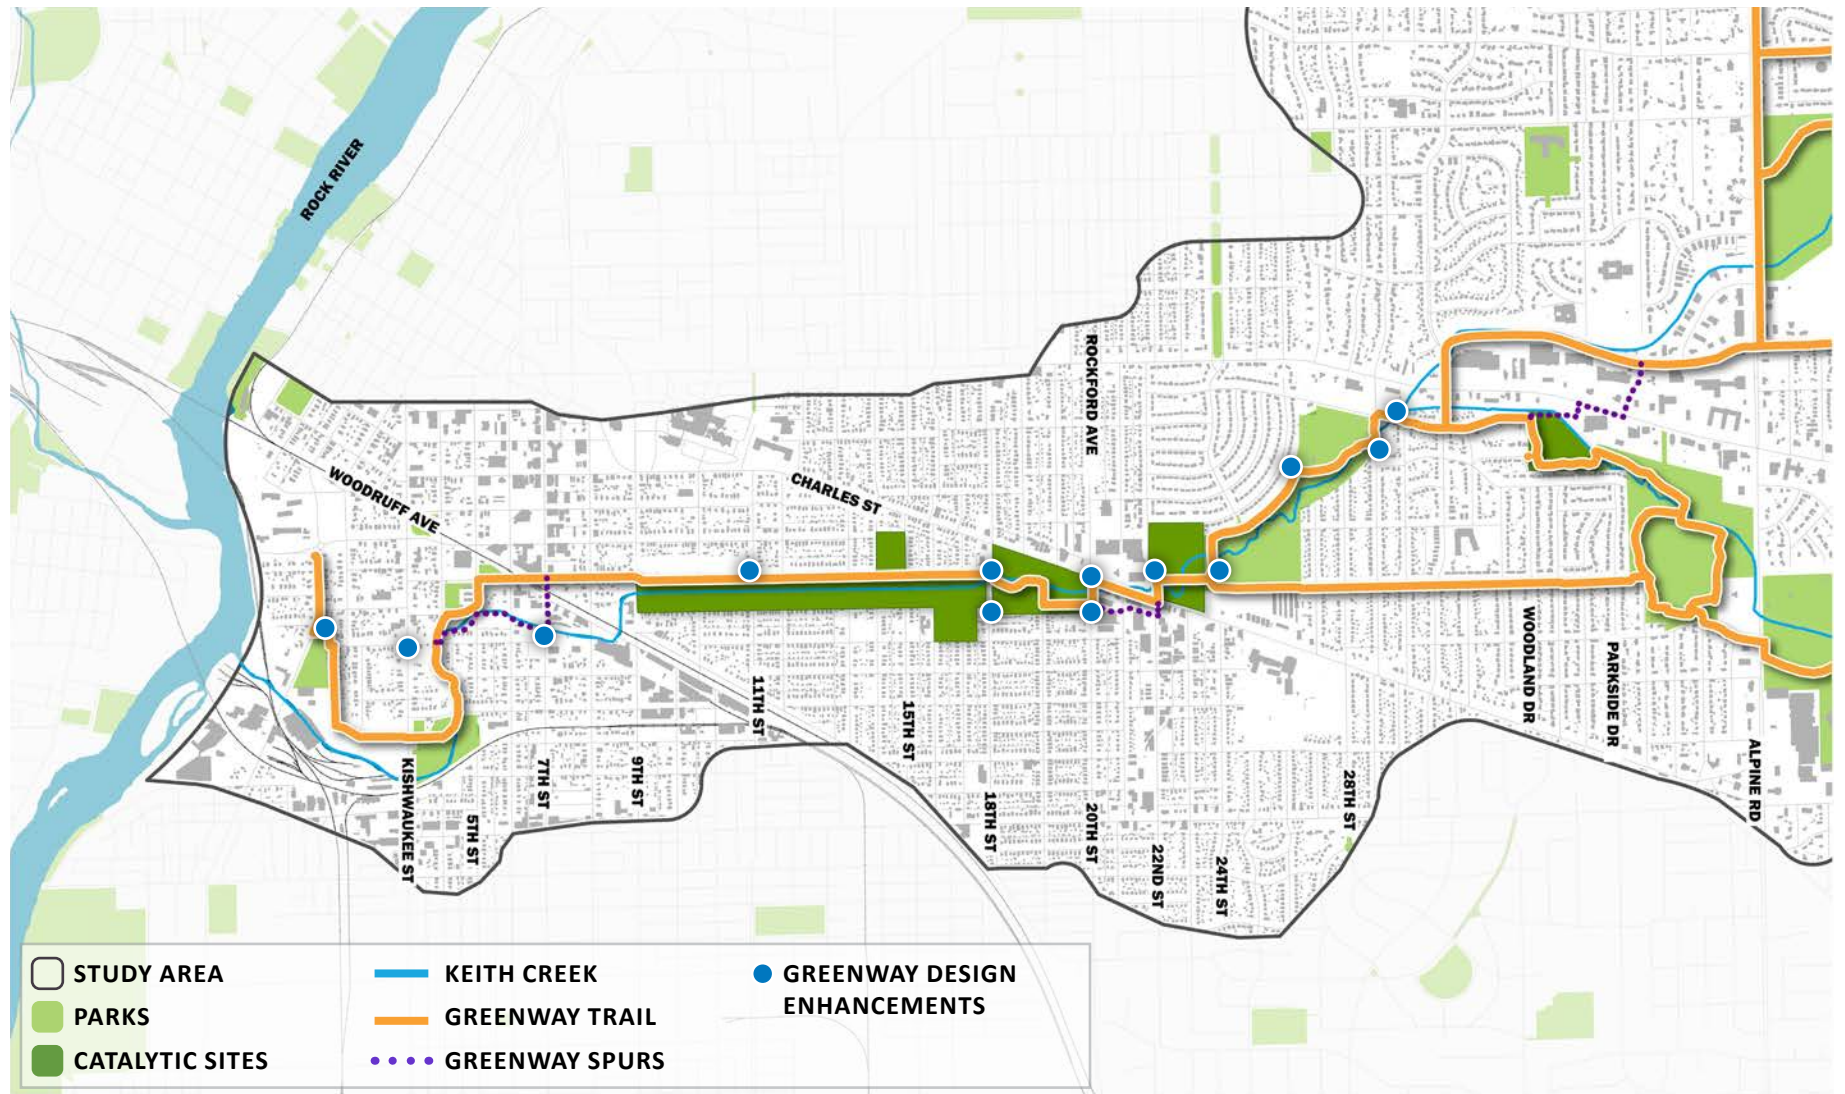 ROCK RIVER
ROCKFORD AVE
WOODRUFF AVE
CHARLES ST
WOODLAND DR
PARKSIDE DR
11TH ST
15TH ST
ALPINE RD
KISHWAUKEE ST
5TH ST
7TH ST
9TH ST
18TH ST
20TH ST
22ND ST
24TH ST
28TH ST
STUDY AREA
PARKS
CATALYTIC SITES
KEITH CREEK
GREENWAY TRAIL
GREENWAY SPURS
GREENWAY DESIGN
ENHANCEMENTS